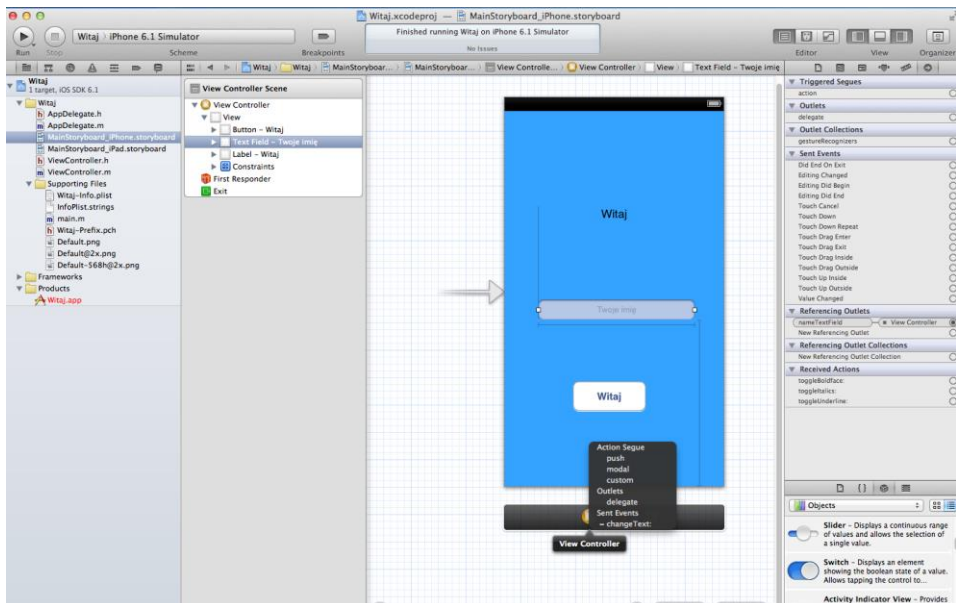 Witaj.xcodeproj — MainStoryboard_iPhone.storyboard
Run Stop
Witaj iPhone 6.1 Simulator
Scheme
Breakpoints
Finished running Witaj on iPhone 6.1 Simulator
No Issues
Editor View Organizer
Witaj Witaj MainStoryboar... MainStoryboar... View Controlle... View Controller View Text Field - Twoje imię
Witaj
1 target, iOS SDK 6.1
Witaj
AppDelegate.h
AppDelegate.m
MainStoryboard_iPhone.storyboard
MainStoryboard_iPad.storyboard
ViewController.h
ViewController.m
Supporting Files
Witaj-Info.plist
InfoPlist.strings
main.m
Witaj-Prefix.pch
Default.png
Default@2x.png
Default-568h@2x.png
Frameworks
Products
Witaj.app
View Controller Scene
View Controller
View
Button - Witaj
Text Field - Twoje imię
Label - Witaj
Constraints
First Responder
Exit
Witaj
Twoje imię
Witaj
Action Segue
push
modal
custom
Outlets
delegate
Sent Events
- changeText:
View Controller
Triggered Segues
action
Outlets
delegate
Outlet Collections
gestureRecognizers
Sent Events
Did End On Exit
Editing Changed
Editing Did Begin
Editing Did End
Touch Cancel
Touch Down
Touch Down Repeat
Touch Drag Enter
Touch Drag Exit
Touch Drag Inside
Touch Drag Outside
Touch Up Inside
Touch Up Outside
Value Changed
Referencing Outlets
nameTextField View Controller
New Referencing Outlet
Referencing Outlet Collections
New Referencing Outlet Collection
Received Actions
toggleBoldface:
toggleItalics:
toggleUnderline:
Objects
Slider - Displays a continuous range
of values and allows the selection of
a single value.
Switch - Displays an element
showing the boolean state of a value.
Allows tapping the control to...
Activity Indicator View - Provides